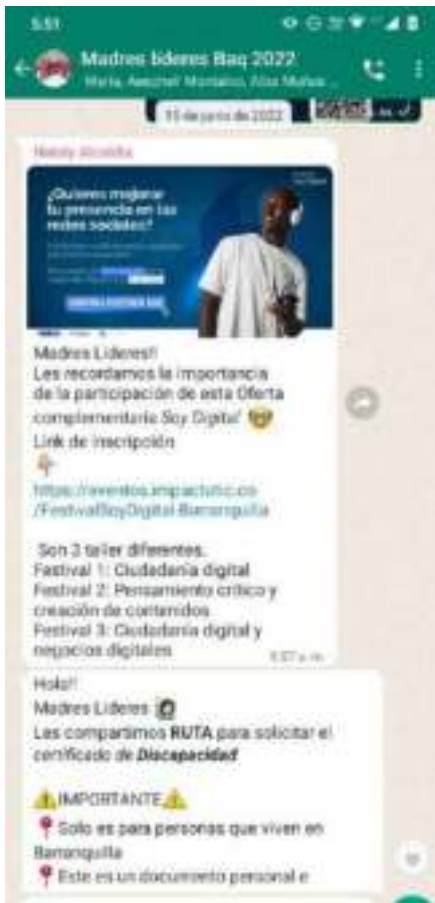 5:51
Madres lideres Baq 2022
Marta,
15 de junio de 2022
¿Quieres mejorar
tu presencia en las
redes sociales?
Madres Lideres!!
Les recordamos la importancia
de la participación de esta Oferta
complementaria Soy Digital
Link de inscripción
https://eventos.impactotic.co
/FestivalSoyDigital-Barranquilla
Son 3 taller diferentes.
Festival 1: Ciudadanía digital
Festival 2: Pensamiento crítico y
creación de contenidos
Festival 3: Ciudadanía digital y
negocios digitales
Hola!!
Madres Lideres
Les compartimos RUTA para solicitar el
certificado de Discapacidad
IMPORTANTE
Solo es para personas que viven en
Barranquilla
Este es un documento personal e